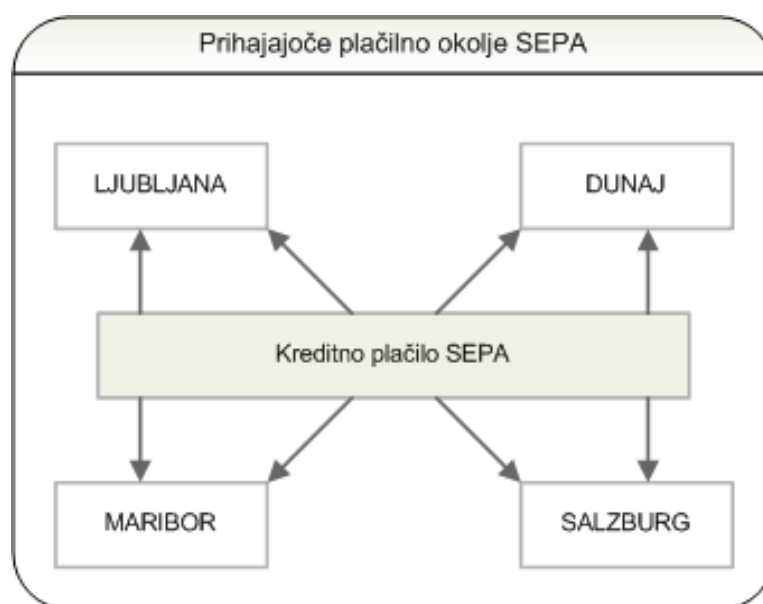 Prihajajoče plačilno okolje SEPA
LJUBLJANA
DUNAJ
Kreditno plačilo SEPA
MARIBOR
SALZBURG